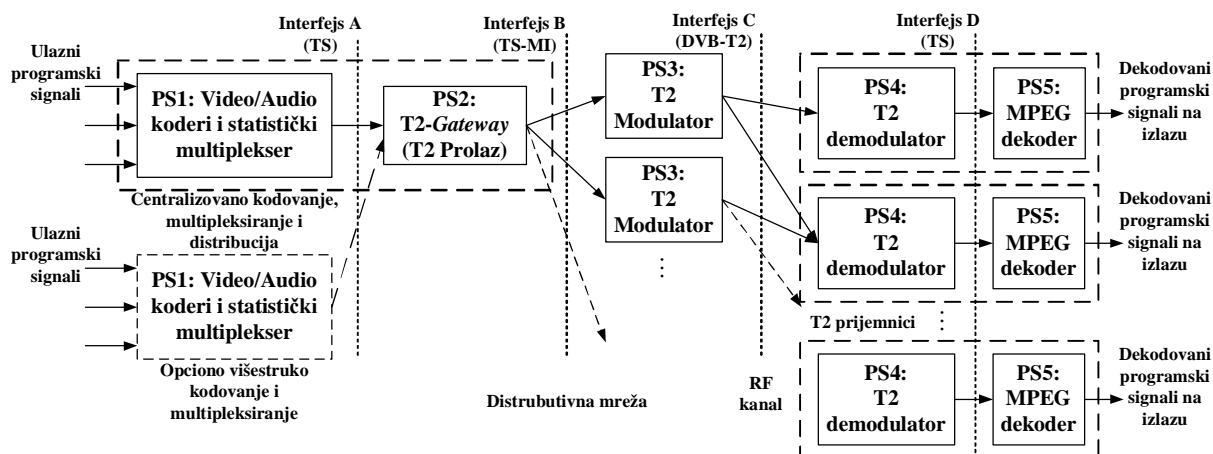 Interfejs A
(TS)
Interfejs B
(TS-MI)
Interfejs C
(DVB-T2)
Interfejs D
(TS)
Ulazni
programski
signali
PS1: Video/Audio
koderi i statistički
multiplekser
PS2:
T2-Gateway
(T2 Prolaz)
Centralizovano kodovanje,
multipleksiranje i
distribucija
PS3:
T2
Modulator
PS3:
T2
Modulator
⋮
PS4:
T2
demodulator
PS5:
MPEG
dekoder
Dekodovani
programski
signali na
izlazu
PS4:
T2
demodulator
PS5:
MPEG
dekoder
Dekodovani
programski
signali na
izlazu
Ulazni
programski
signali
PS1: Video/Audio
koderi i statistički
multiplekser
Opciono višestruko
kodovanje i
multipleksiranje
Distrubutivna mreža
RF
kanal
T2 prijemnici
⋮
PS4:
T2
demodulator
PS5:
MPEG
dekoder
Dekodovani
programski
signali na
izlazu